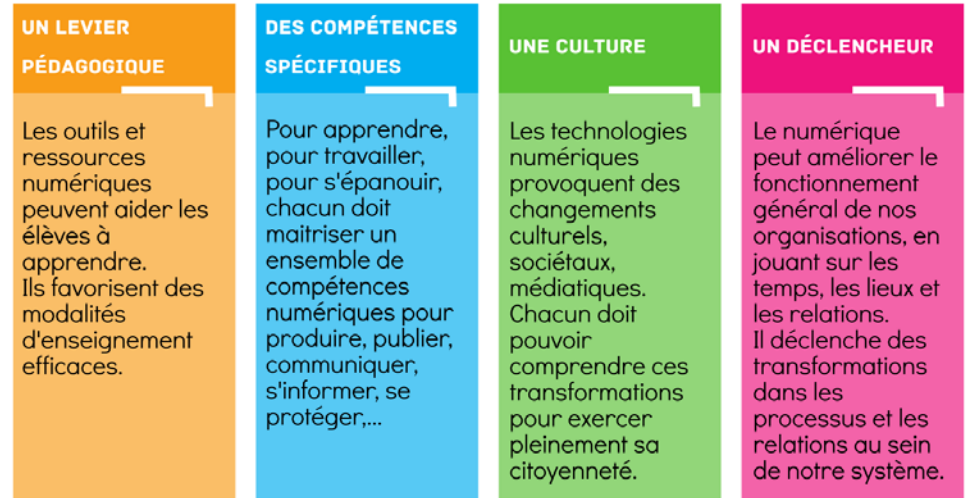 UN LEVIER
PÉDAGOGIQUE
Les outils et
ressources
numériques
peuvent aider les
élèves à
apprendre.
Ils favorisent des
modalités
d'enseignement
efficaces.
DES COMPÉTENCES
SPÉCIFIQUES
Pour apprendre,
pour travailler,
pour s'épanouir,
chacun doit
maitriser un
ensemble de
compétences
numériques pour
produire, publier,
communiquer,
s'informer, se
protéger,...
UNE CULTURE
Les technologies
numériques
provoquent des
changements
culturels,
sociétaux,
médiatiques.
Chacun doit
pouvoir
comprendre ces
transformations
pour exercer
pleinement sa
citoyenneté.
UN DÉCLENCHEUR
Le numérique
peut améliorer le
fonctionnement
général de nos
organisations, en
jouant sur les
temps, les lieux et
les relations.
Il déclenche des
transformations
dans les
processus et les
relations au sein
de notre système.